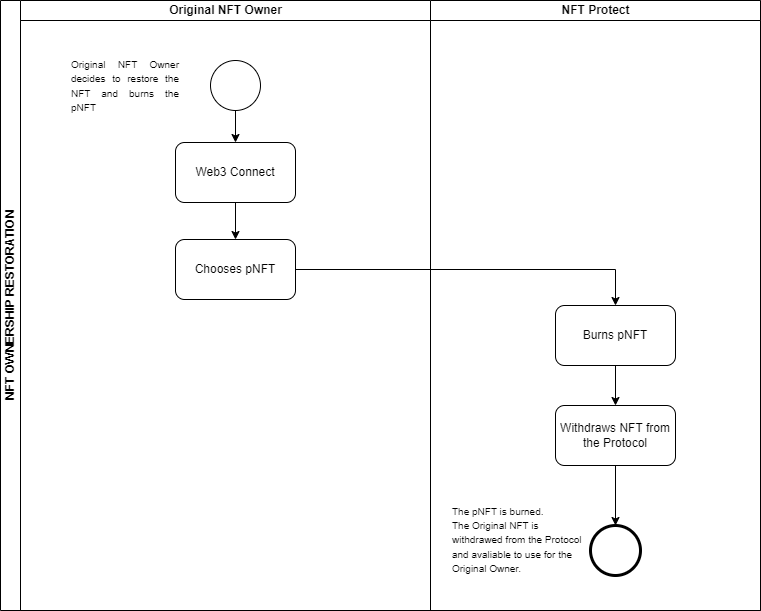 Original NFT Owner
NFT Protect
NFT OWNERSHIP RESTORATION
Original NFT Owner
decides to restore the
NFT and burns the
pNFT
Web3 Connect
Chooses pNFT
Burns pNFT
Withdraws NFT from
the Protocol
The pNFT is burned.
The Original NFT is
withdrawed from the Protocol
and avaliable to use for the
Original Owner.